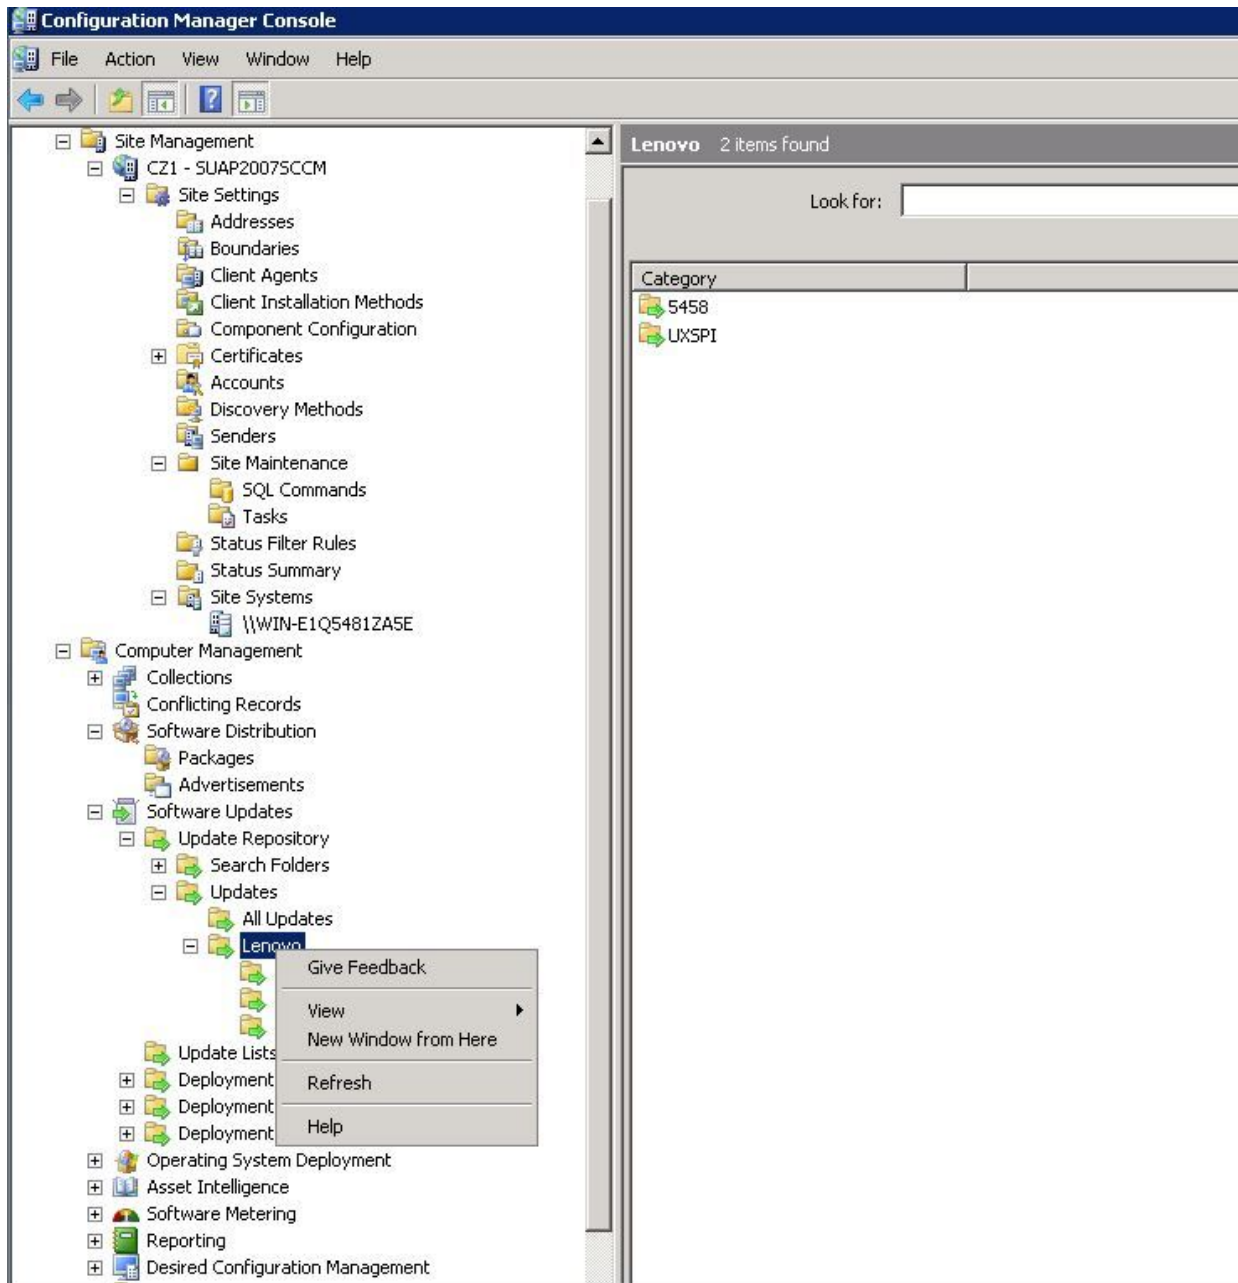 Configuration Manager Console
File Action View Window Help
Site Management
CZ1 - SUAP2007SCCM
Site Settings
Addresses
Boundaries
Client Agents
Client Installation Methods
Component Configuration
Certificates
Accounts
Discovery Methods
Senders
Site Maintenance
SQL Commands
Tasks
Status Filter Rules
Status Summary
Site Systems
\\WIN-E1Q5481ZA5E
Computer Management
Collections
Conflicting Records
Software Distribution
Packages
Advertisements
Software Updates
Update Repository
Search Folders
Updates
All Updates
Lenovo
Update Lists
Deployment
Deployment
Deployment
Operating System Deployment
Asset Intelligence
Software Metering
Reporting
Desired Configuration Management
Give Feedback
View
New Window from Here
Refresh
Help
Lenovo 2 items found
Look for:
Category
5458
UXSPI